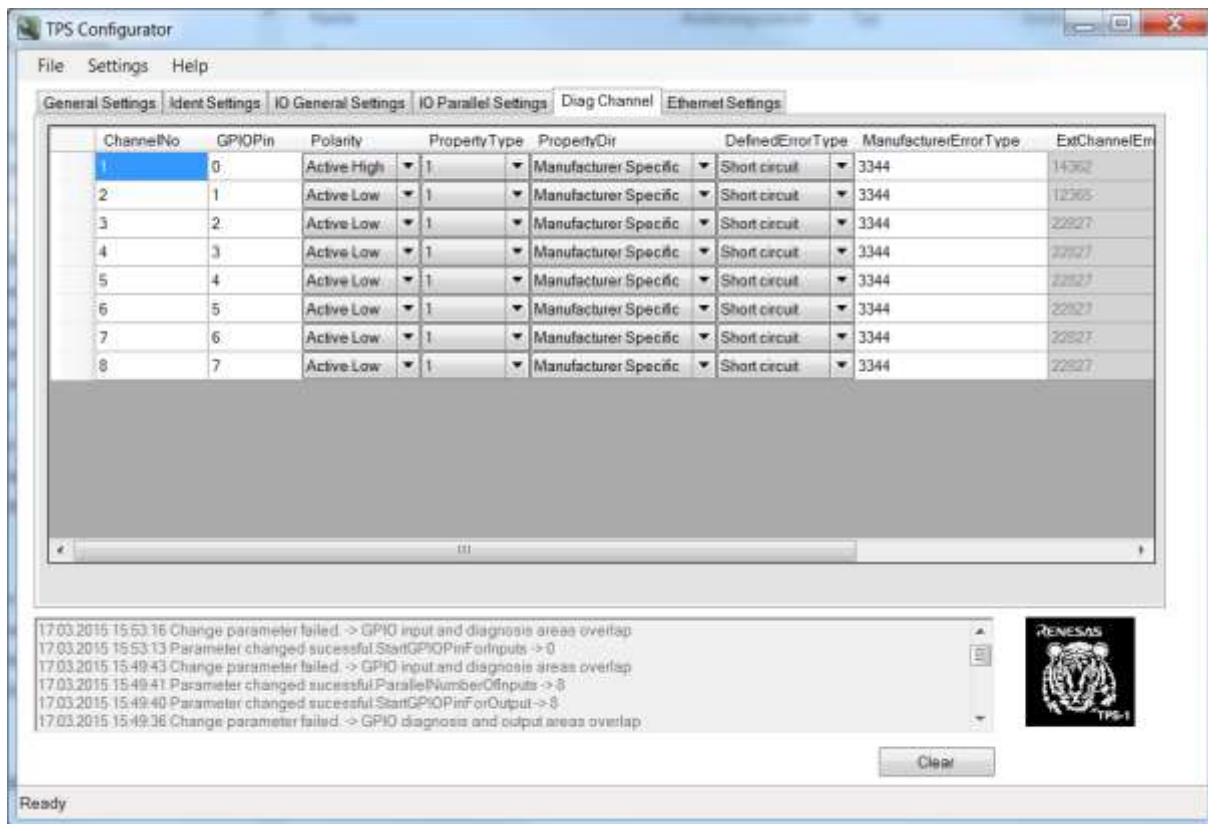 TPS Configurator
File Settings Help
General Settings Ident Settings IO General Settings IO Parallel Settings Diag Channel Ethernet Settings
ChannelNo GPIOPin Polarity PropertyType PropertyDir DefinedErrorType ManufacturerErrorType ExtChannelErr
1 0 Active High 1 Manufacturer Specific Short circuit 3344 14362
2 1 Active Low 1 Manufacturer Specific Short circuit 3344 12365
3 2 Active Low 1 Manufacturer Specific Short circuit 3344 22827
4 3 Active Low 1 Manufacturer Specific Short circuit 3344 22827
5 4 Active Low 1 Manufacturer Specific Short circuit 3344 22827
6 5 Active Low 1 Manufacturer Specific Short circuit 3344 22827
7 6 Active Low 1 Manufacturer Specific Short circuit 3344 22827
8 7 Active Low 1 Manufacturer Specific Short circuit 3344 22827
17.03.2015 15:53:16 Change parameter failed. -> GPIO input and diagnosis areas overlap
17.03.2015 15:53:13 Parameter changed sucessful.StartGPIOPinForInputs -> 0
17.03.2015 15:49:43 Change parameter failed. -> GPIO input and diagnosis areas overlap
17.03.2015 15:49:41 Parameter changed sucessful.ParallelNumberOfInputs -> 8
17.03.2015 15:49:40 Parameter changed sucessful.StartGPIOPinForOutput -> 8
17.03.2015 15:49:36 Change parameter failed. -> GPIO diagnosis and output areas overlap
RENESAS
TPS-1
Clear
Ready